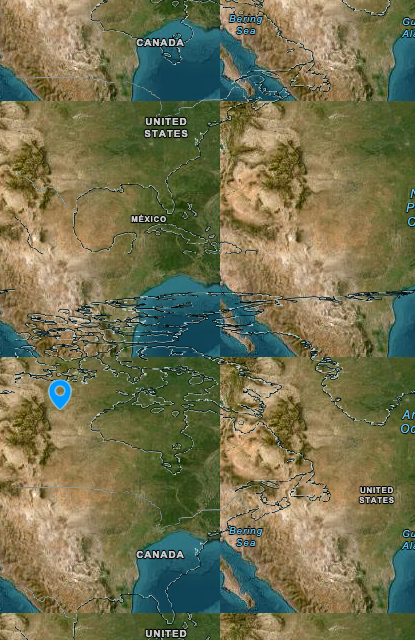 Bering
Sea
CANADA
UNITED
STATES
MÉXICO
UNITED
STATES
Bering
Sea
CANADA
UNITED